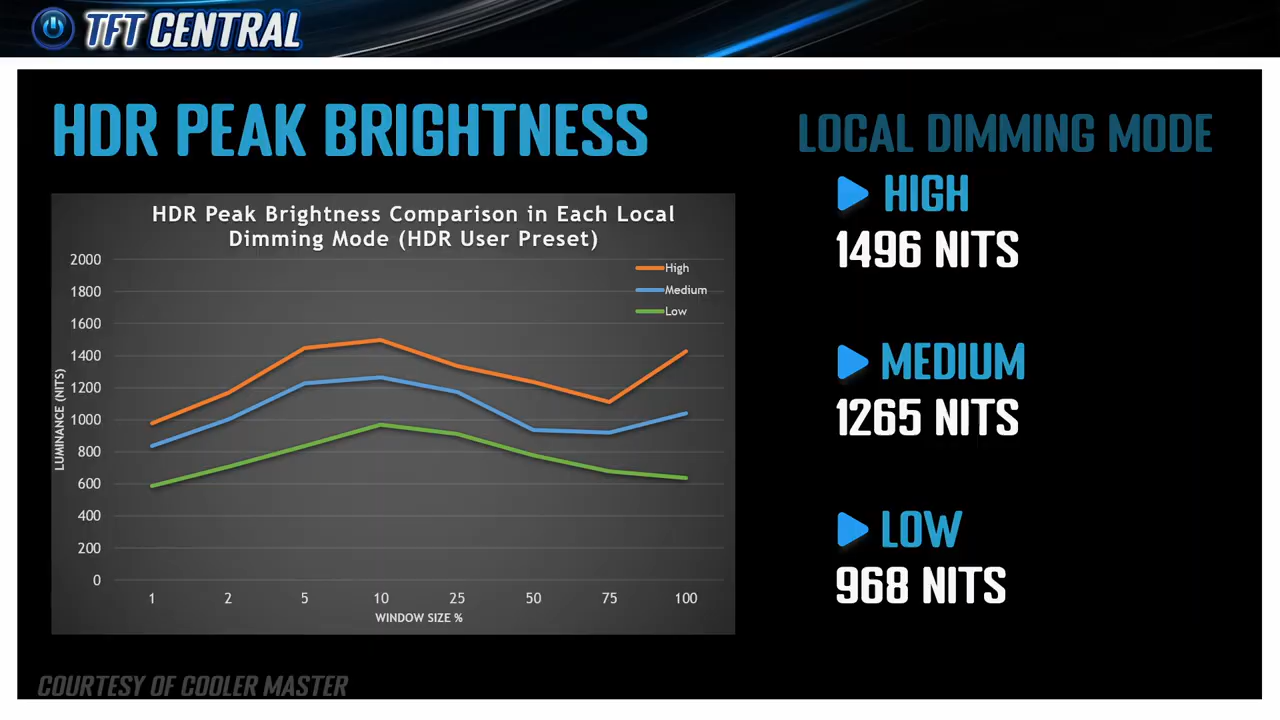 TFT CENTRAL
HDR PEAK BRIGHTNESS
HDR Peak Brightness Comparison in Each Local
Dimming Mode (HDR User Preset)
2000
1800
1600
1400
1200
1000
800
600
400
200
0
LUMINANCE (NITS)
High
Medium
Low
1 2 5 10 25 50 75 100
WINDOW SIZE %
LOCAL DIMMING MODE
HIGH
1496 NITS
MEDIUM
1265 NITS
LOW
968 NITS
COURTESY OF COOLER MASTER